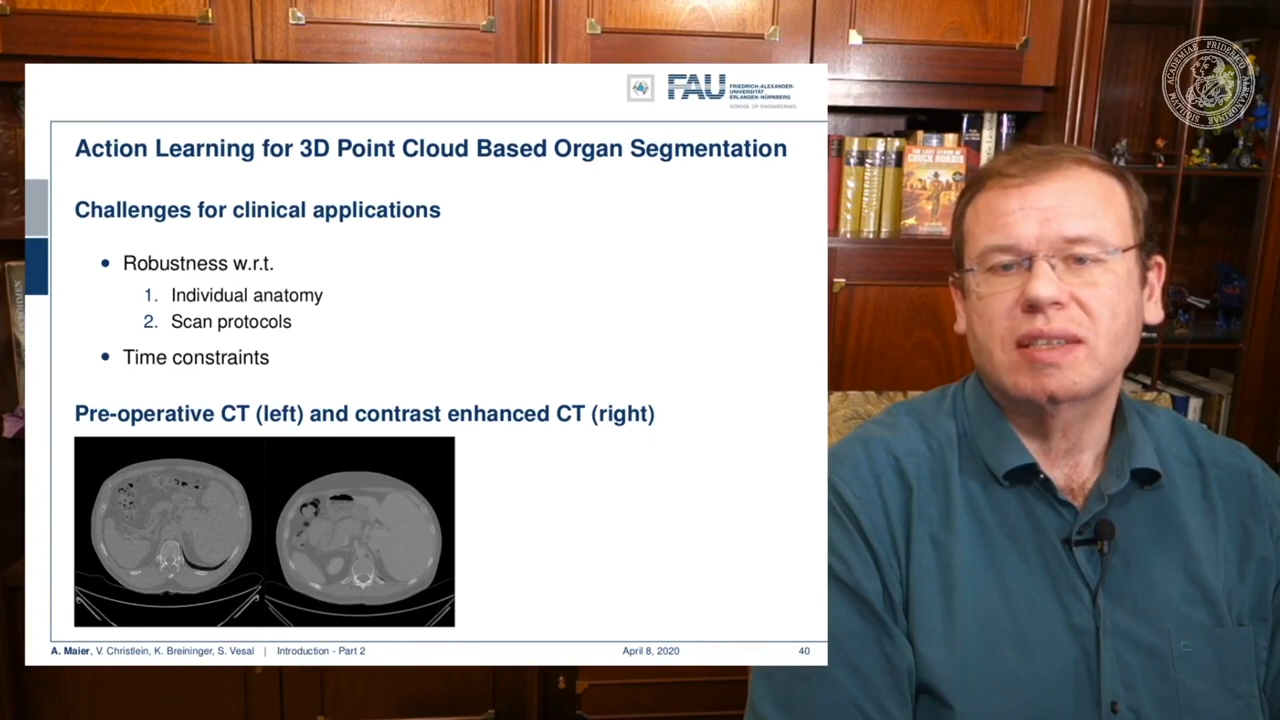 FAU
FRIEDRICH-ALEXANDER-
UNIVERSITÄT
ERLANGEN-NÜRNBERG
SCHOOL OF ENGINEERING
Action Learning for 3D Point Cloud Based Organ Segmentation
Challenges for clinical applications
• Robustness w.r.t.
1. Individual anatomy
2. Scan protocols
• Time constraints
Pre-operative CT (left) and contrast enhanced CT (right)
A. Maier, V. Christlein, K. Breininger, S. Vesal | Introduction - Part 2 April 8, 2020 40
CHUCK NORRIS